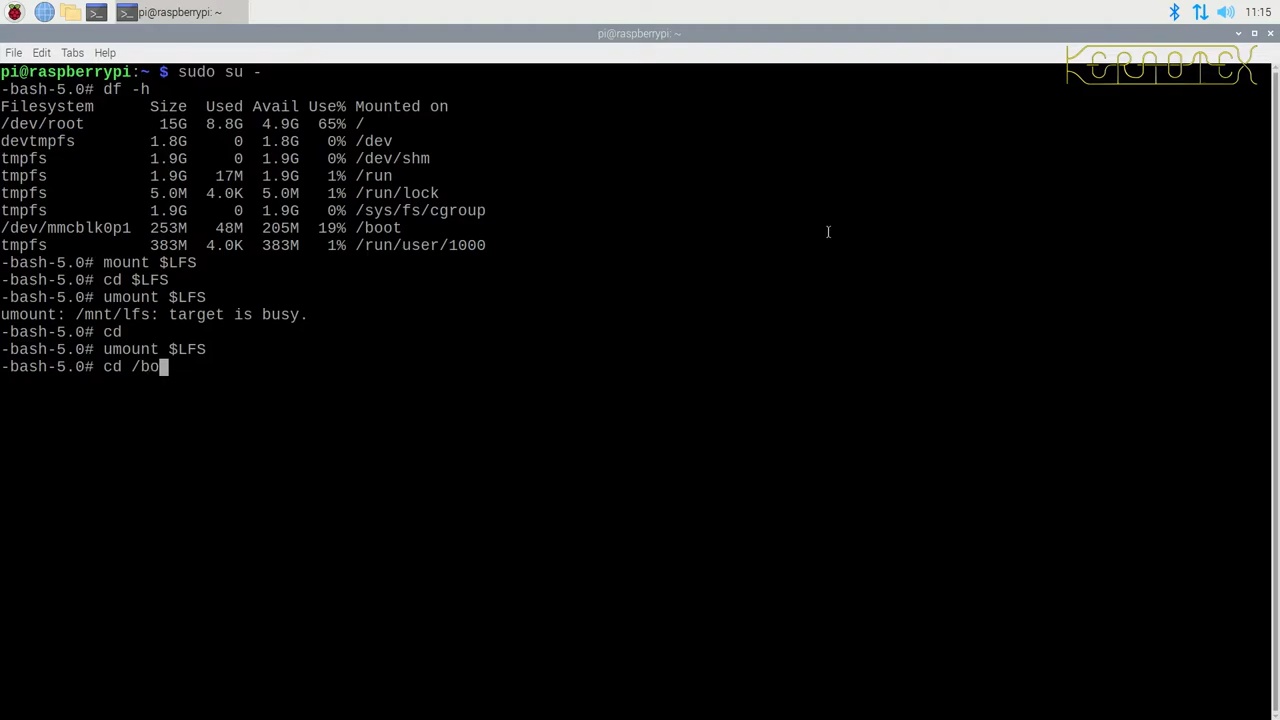 pi@raspberrypi: ~
11:15
pi@raspberrypi: ~
File Edit Tabs Help
KERNOTEX
pi@raspberrypi:~ $ sudo su -
-bash-5.0# df -h
Filesystem      Size  Used Avail Use% Mounted on
/dev/root        15G  8.8G  4.9G  65% /
devtmpfs        1.8G     0  1.8G   0% /dev
tmpfs           1.9G     0  1.9G   0% /dev/shm
tmpfs           1.9G   17M  1.9G   1% /run
tmpfs           5.0M  4.0K  5.0M   1% /run/lock
tmpfs           1.9G     0  1.9G   0% /sys/fs/cgroup
/dev/mmcblk0p1  253M   48M  205M  19% /boot
tmpfs           383M  4.0K  383M   1% /run/user/1000
-bash-5.0# mount $LFS
-bash-5.0# cd $LFS
-bash-5.0# umount $LFS
umount: /mnt/lfs: target is busy.
-bash-5.0# cd
-bash-5.0# umount $LFS
-bash-5.0# cd /bo